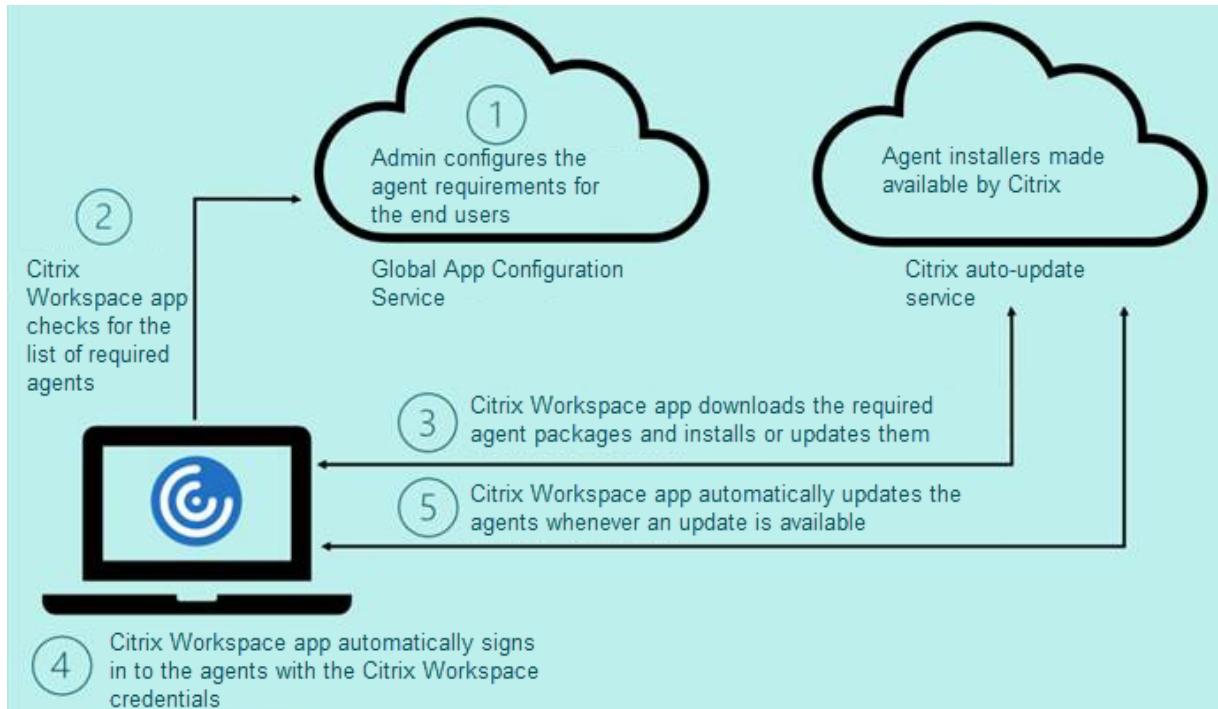 1
Admin configures the
agent requirements for
the end users
Global App Configuration
Service
Agent installers made
available by Citrix
Citrix auto-update
service
2
Citrix
Workspace app
checks for the
list of required
agents
3
Citrix Workspace app downloads the required
agent packages and installs or updates them
5
Citrix Workspace app automatically updates the
agents whenever an update is available
4
Citrix Workspace app automatically signs
in to the agents with the Citrix Workspace
credentials